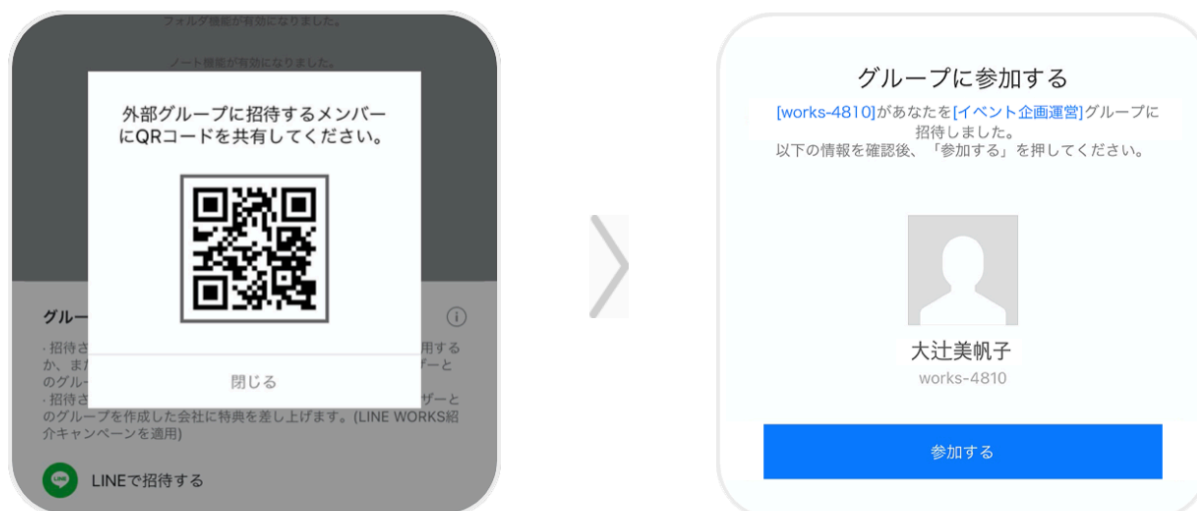 フォルダ機能が有効になりました。
ノート機能が有効になりました。
外部グループに招待するメンバー
にQRコードを共有してください。
閉じる
グルー
· 招待さ
用する
か、また
ザーと
のグルー
· 招待さ
ザーと
のグループを作成した会社に特典を差し上げます。(LINE WORKS紹
介キャンペーンを適用)
LINEで招待する
グループに参加する
[works-4810]があなたを[イベント企画運営]グループに
招待しました。
以下の情報を確認後、「参加する」を押してください。
大辻美帆子
works-4810
参加する